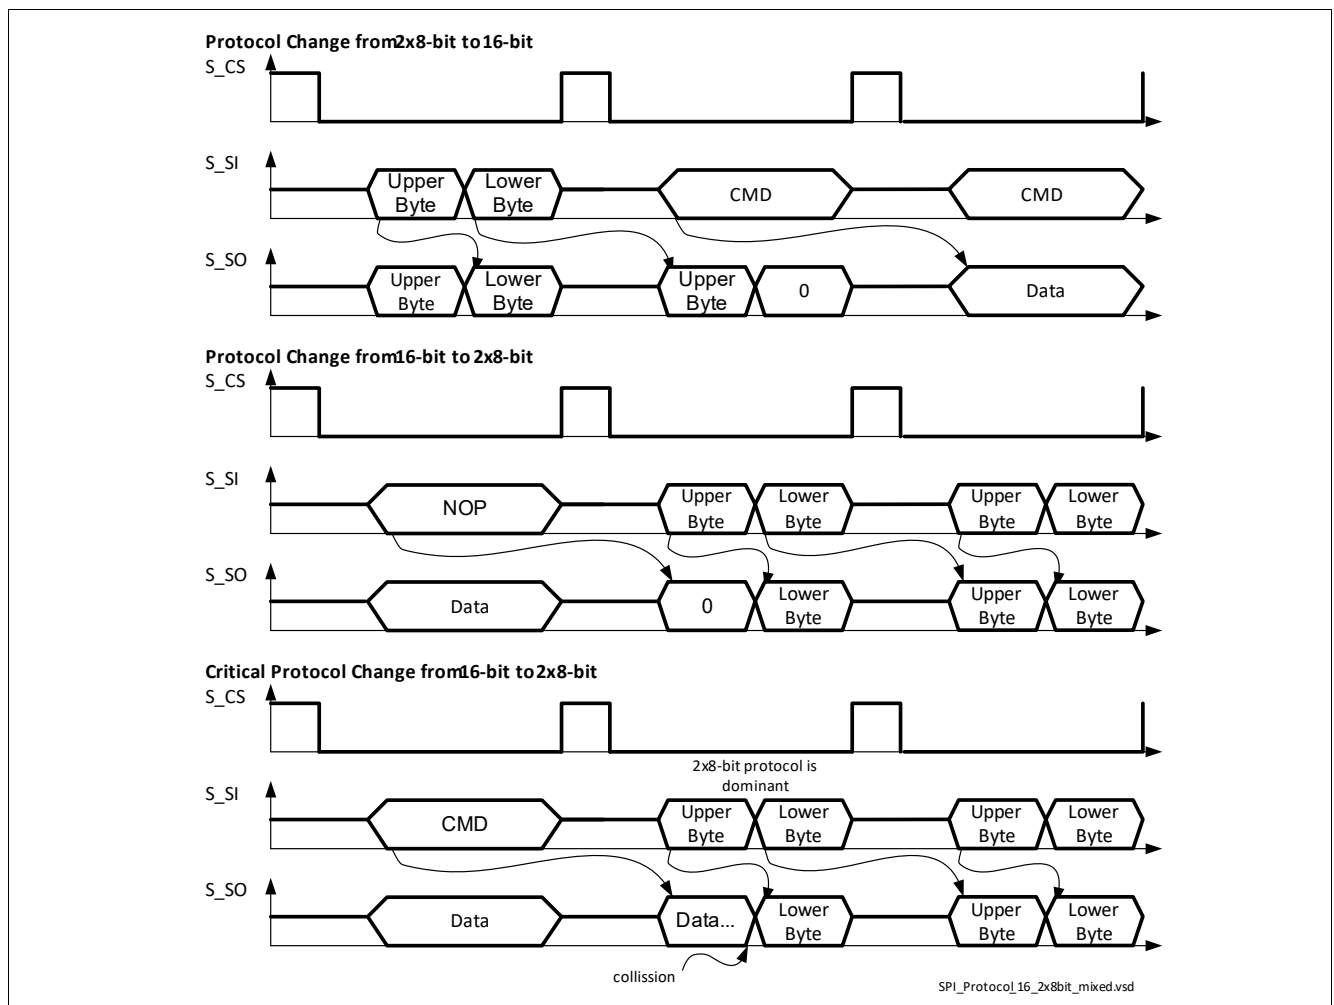 Protocol Change from2x8-bit to16-bit
S_CS
S_SI
Upper Byte
Lower Byte
CMD
CMD
S_SO
Upper Byte
Lower Byte
Upper Byte
0
Data
Protocol Change from16-bit to 2x8-bit
S_CS
S_SI
NOP
Upper Byte
Lower Byte
Upper Byte
Lower Byte
S_SO
Data
0
Lower Byte
Upper Byte
Lower Byte
Critical Protocol Change from16-bit to2x8-bit
S_CS
2x8-bit protocol is
dominant
S_SI
CMD
Upper Byte
Lower Byte
Upper Byte
Lower Byte
S_SO
Data
Data...
Lower Byte
Upper Byte
Lower Byte
collission
SPI_Protocol_16_2x8bit_mixed.vsd